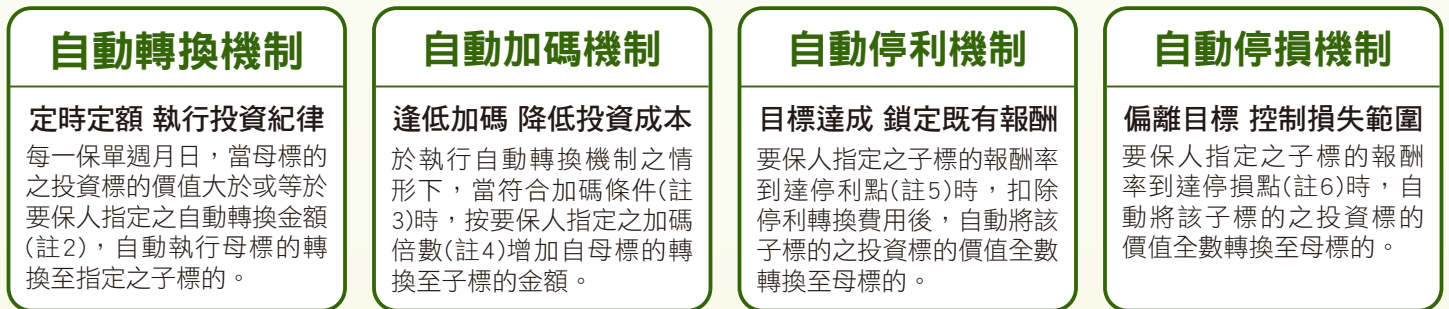 自動轉換機制
定時定額 執行投資紀律
每一保單週月日，當母標的
之投資標的價值大於或等於
要保人指定之自動轉換金額
(註2)，自動執行母標的轉
換至指定之子標的。
自動加碼機制
逢低加碼 降低投資成本
於執行自動轉換機制之情
形下，當符合加碼條件(註
3)時，按要保人指定之加碼
倍數(註4)增加自母標的轉
換至子標的金額。
自動停利機制
目標達成 鎖定既有報酬
要保人指定之子標的報酬率
到達停利點(註5)時，扣除
停利轉換費用後，自動將該
子標的之投資標的價值全數
轉換至母標的。
自動停損機制
偏離目標 控制損失範圍
要保人指定之子標的報酬
率到達停損點(註6)時，自
動將該子標的之投資標的
價值全數轉換至母標的。